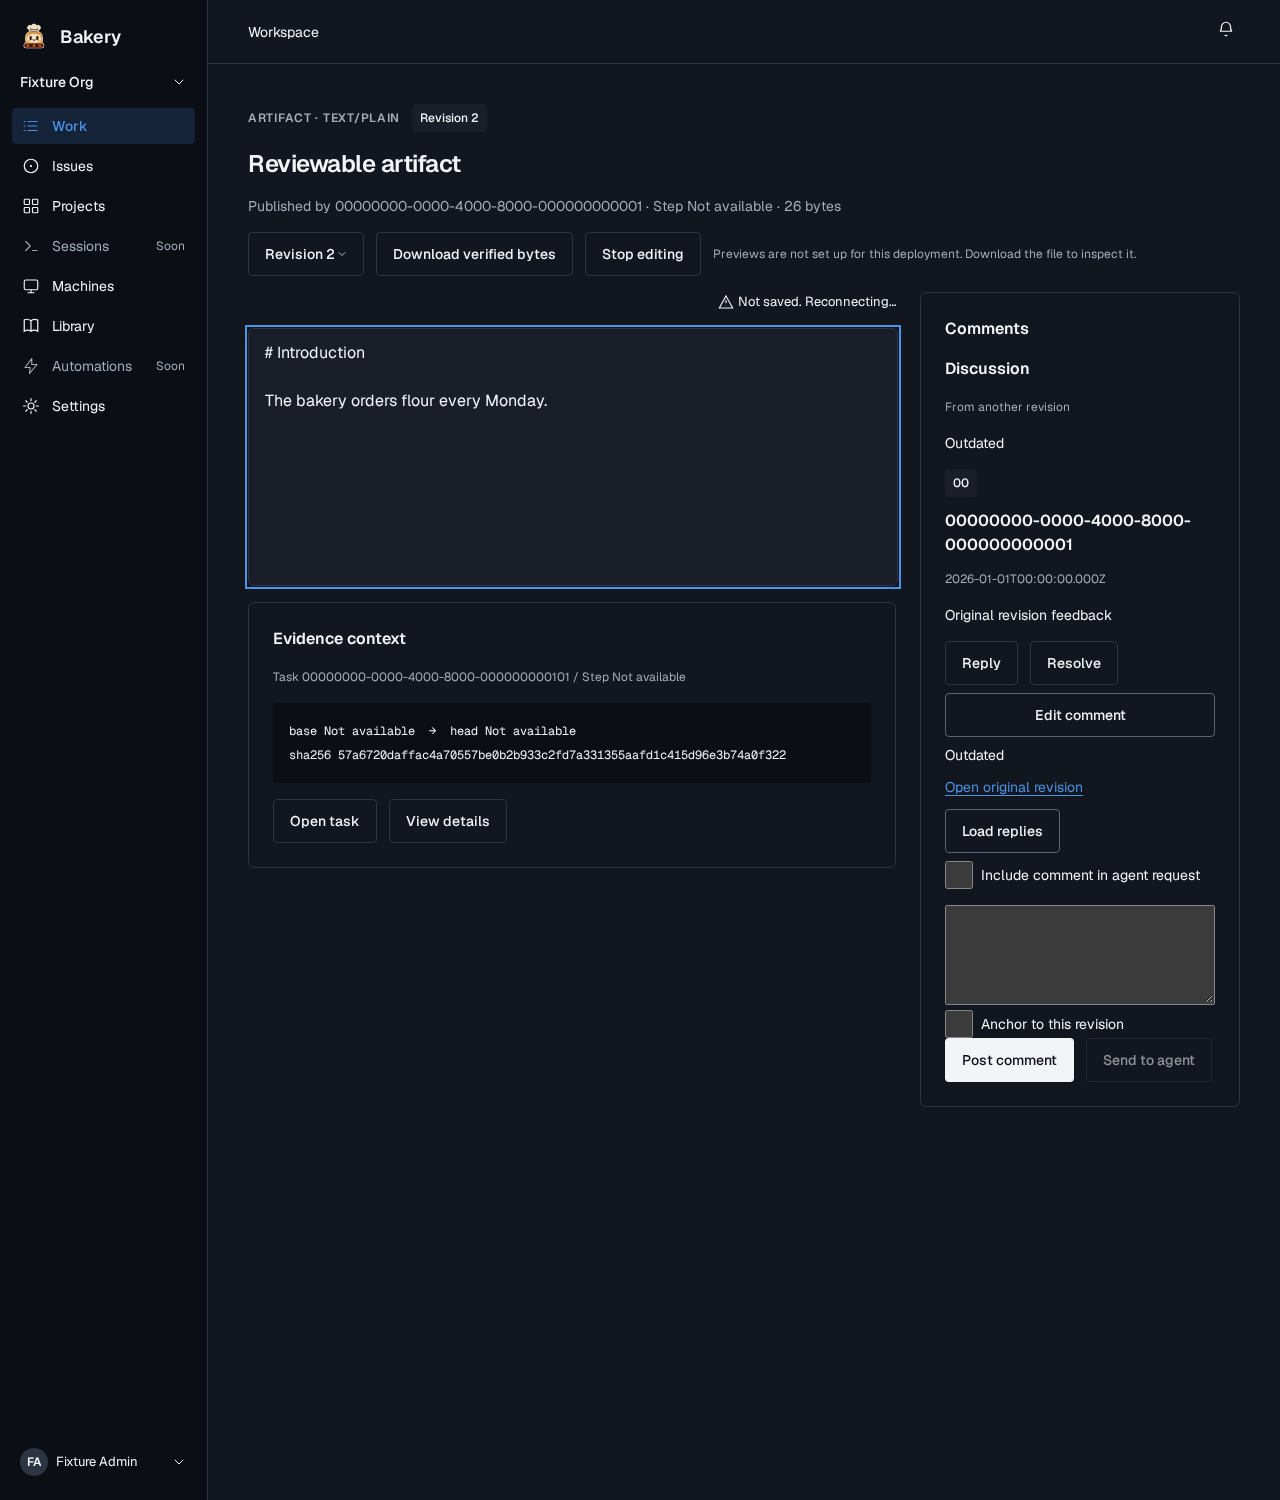 Bakery
Fixture Org
Work
Issues
Projects
Sessions Soon
Machines
Library
Automations Soon
Settings
FA Fixture Admin
Workspace
ARTIFACT · TEXT/PLAIN Revision 2
Reviewable artifact
Published by 00000000-0000-4000-8000-000000000001 · Step Not available · 26 bytes
Revision 2 Download verified bytes Stop editing Previews are not set up for this deployment. Download the file to inspect it.
Not saved. Reconnecting…
# Introduction
The bakery orders flour every Monday.
Evidence context
Task 00000000-0000-4000-8000-000000000101 / Step Not available
base Not available → head Not available
sha256 57a6720daffac4a70557be0b2b933c2fd7a331355aafd1c415d96e3b74a0f322
Open task View details
Comments
Discussion
From another revision
Outdated
00
00000000-0000-4000-8000-
000000000001
2026-01-01T00:00:00.000Z
Original revision feedback
Reply Resolve
Edit comment
Outdated
Open original revision
Load replies
Include comment in agent request
Anchor to this revision
Post comment Send to agent